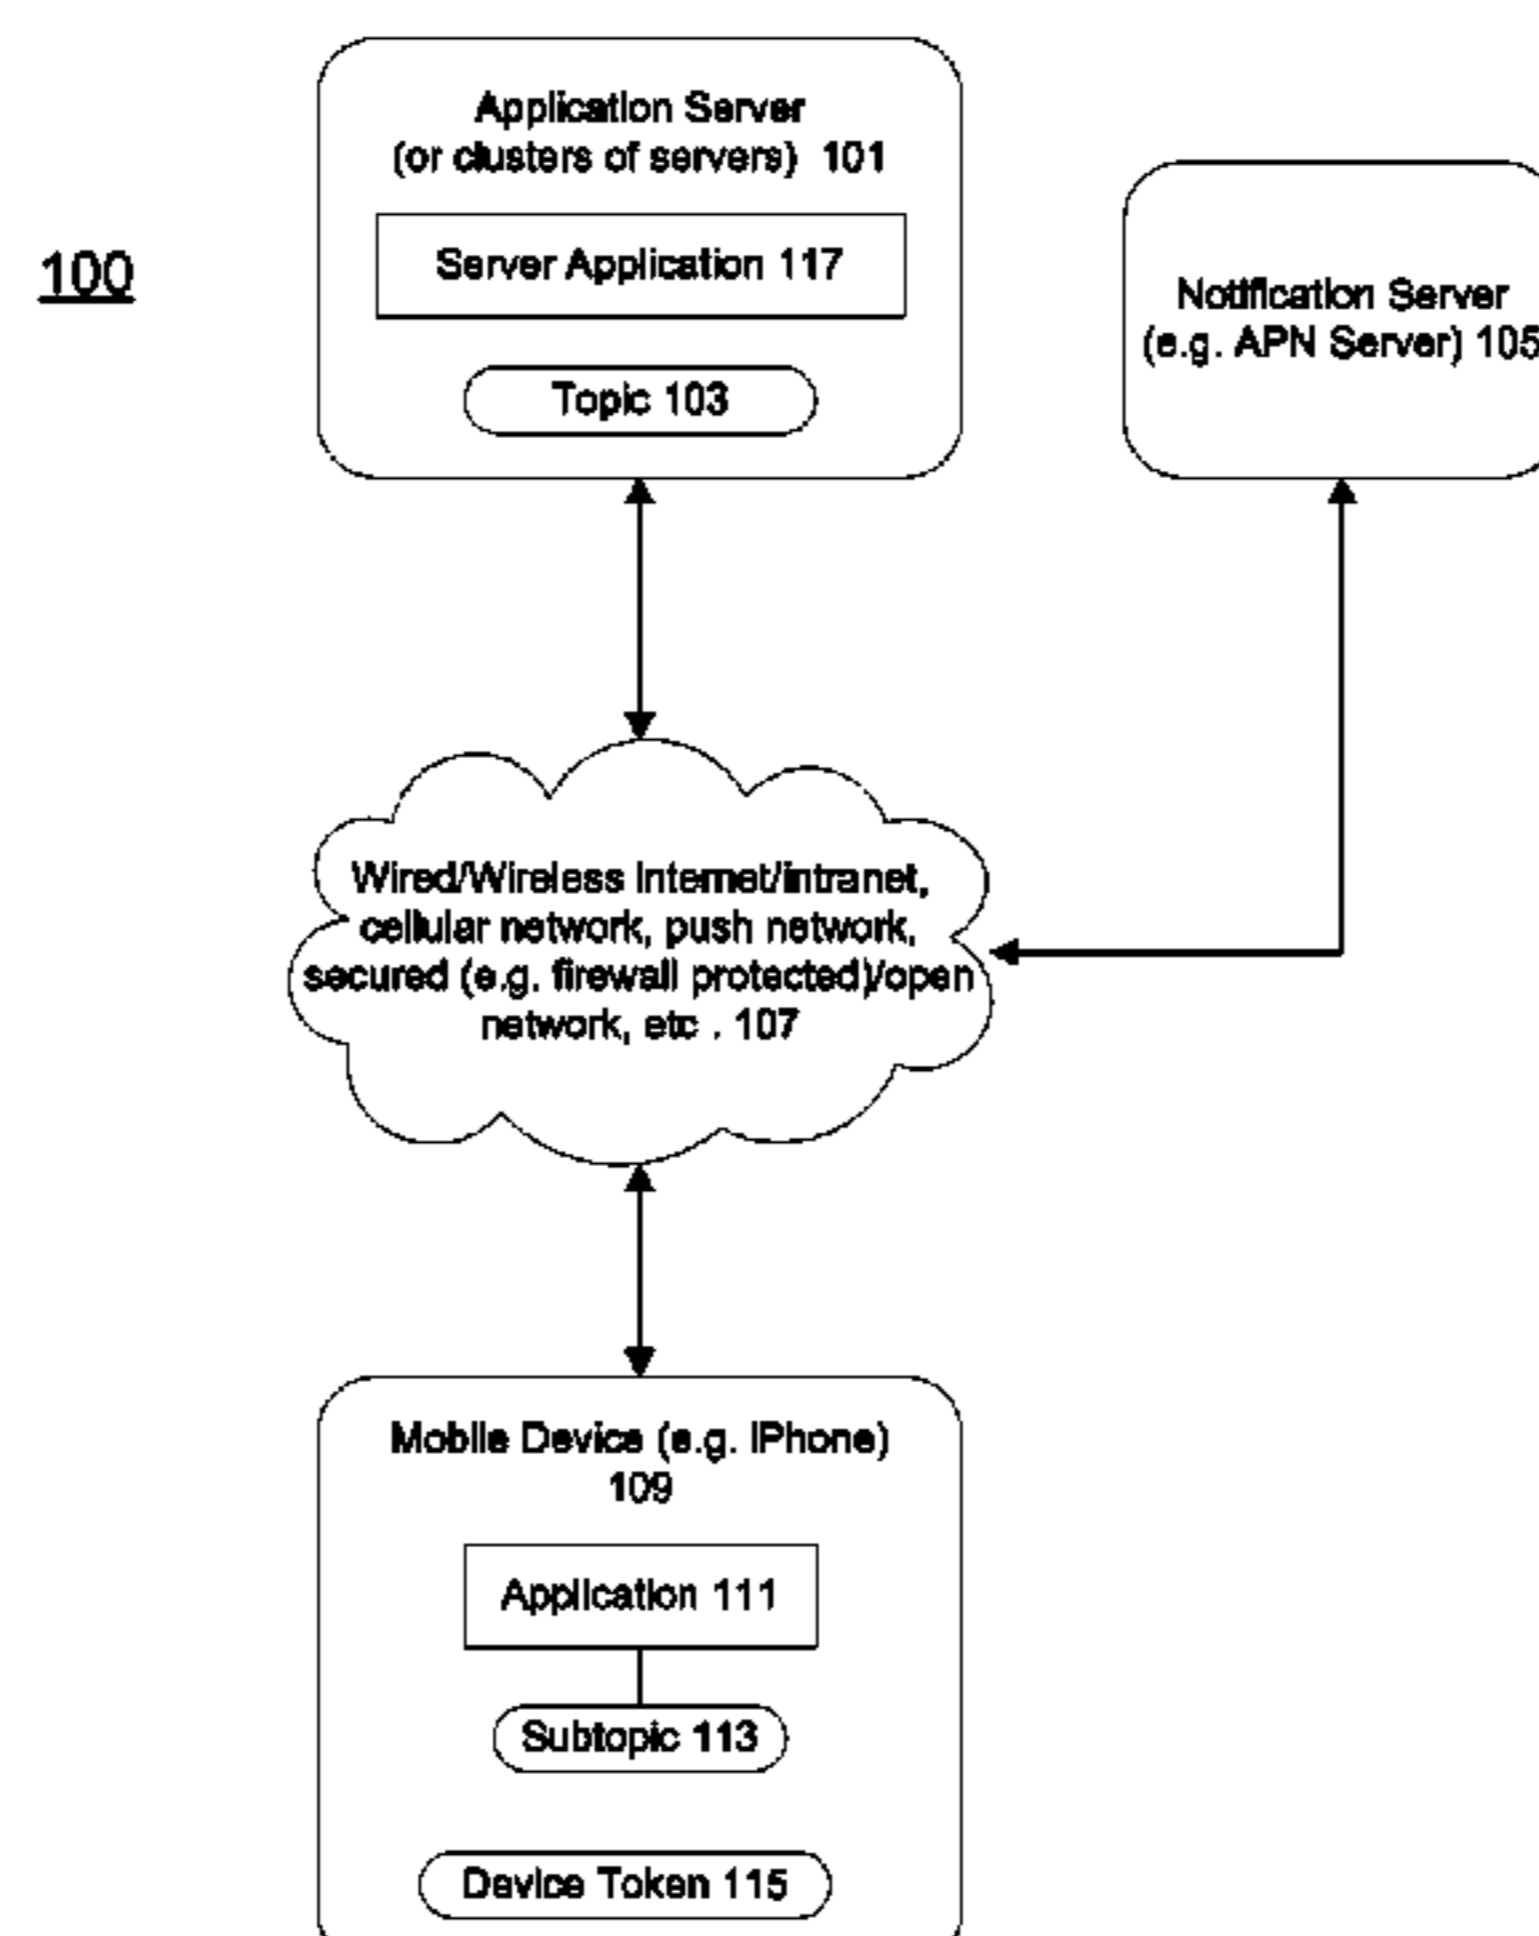 Application Server
(or clusters of servers) 101
Server Application 117
Topic 103
100
Notification Server
(e.g. APN Server) 105
Wired/Wireless Internet/intranet,
cellular network, push network,
secured (e.g. firewall protected)/open
network, etc . 107
Mobile Device (e.g. iPhone)
109
Application 111
Subtopic 113
Device Token 115